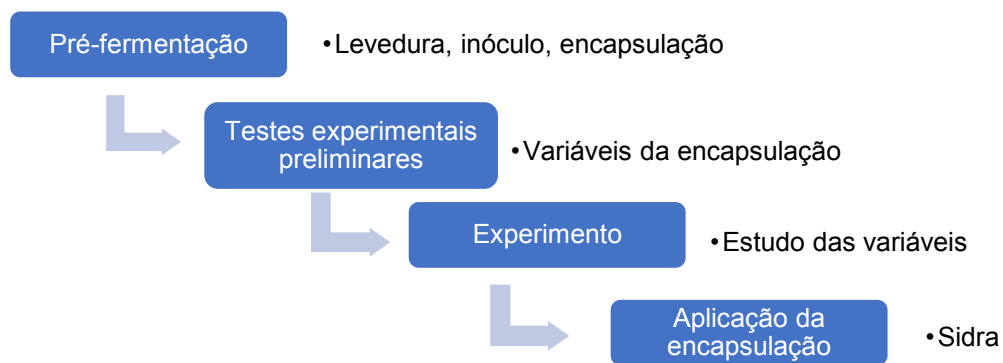 Pré-fermentação
•Levedura, inóculo, encapsulação
Testes experimentais
preliminares
•Variáveis da encapsulação
Experimento
•Estudo das variáveis
Aplicação da
encapsulação
•Sidra